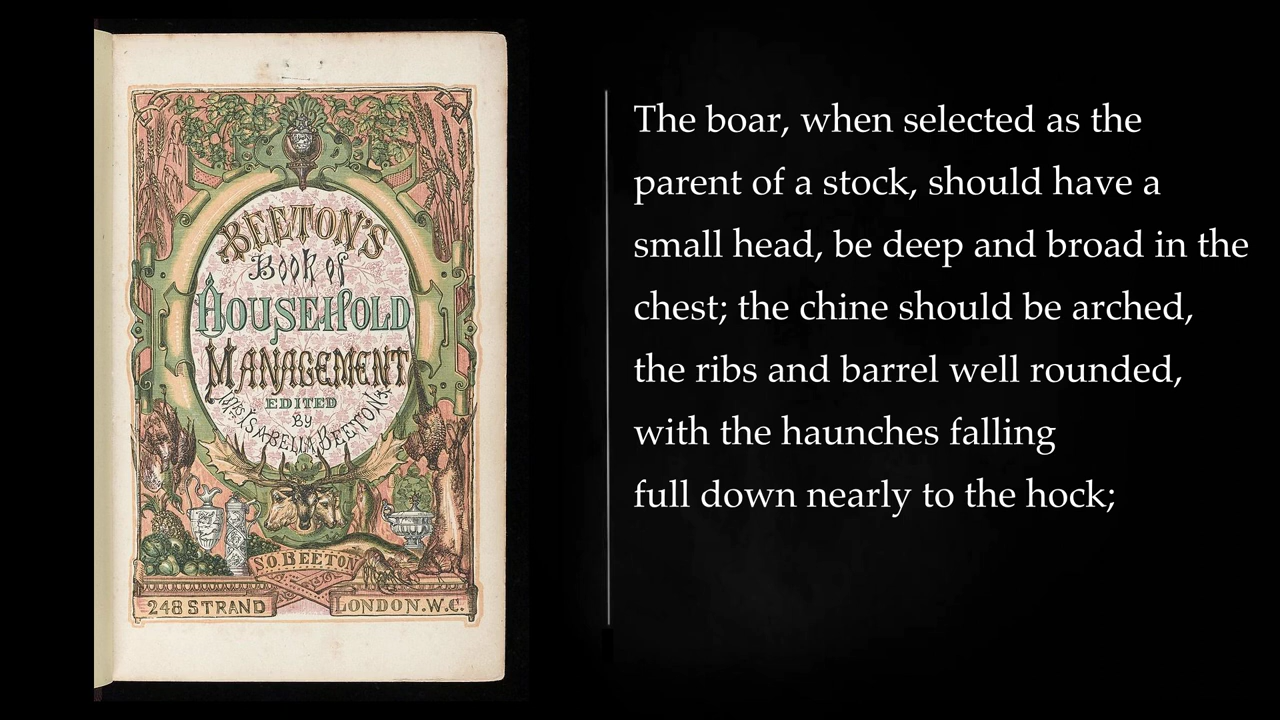 BEETON'S
Book of
HOUSEHOLD
MANAGEMENT
EDITED
BY
MRS ISABELLA BEETON
S.O. BEETON
248 STRAND
LONDON. W.C.
The boar, when selected as the
parent of a stock, should have a
small head, be deep and broad in the
chest; the chine should be arched,
the ribs and barrel well rounded,
with the haunches falling
full down nearly to the hock;